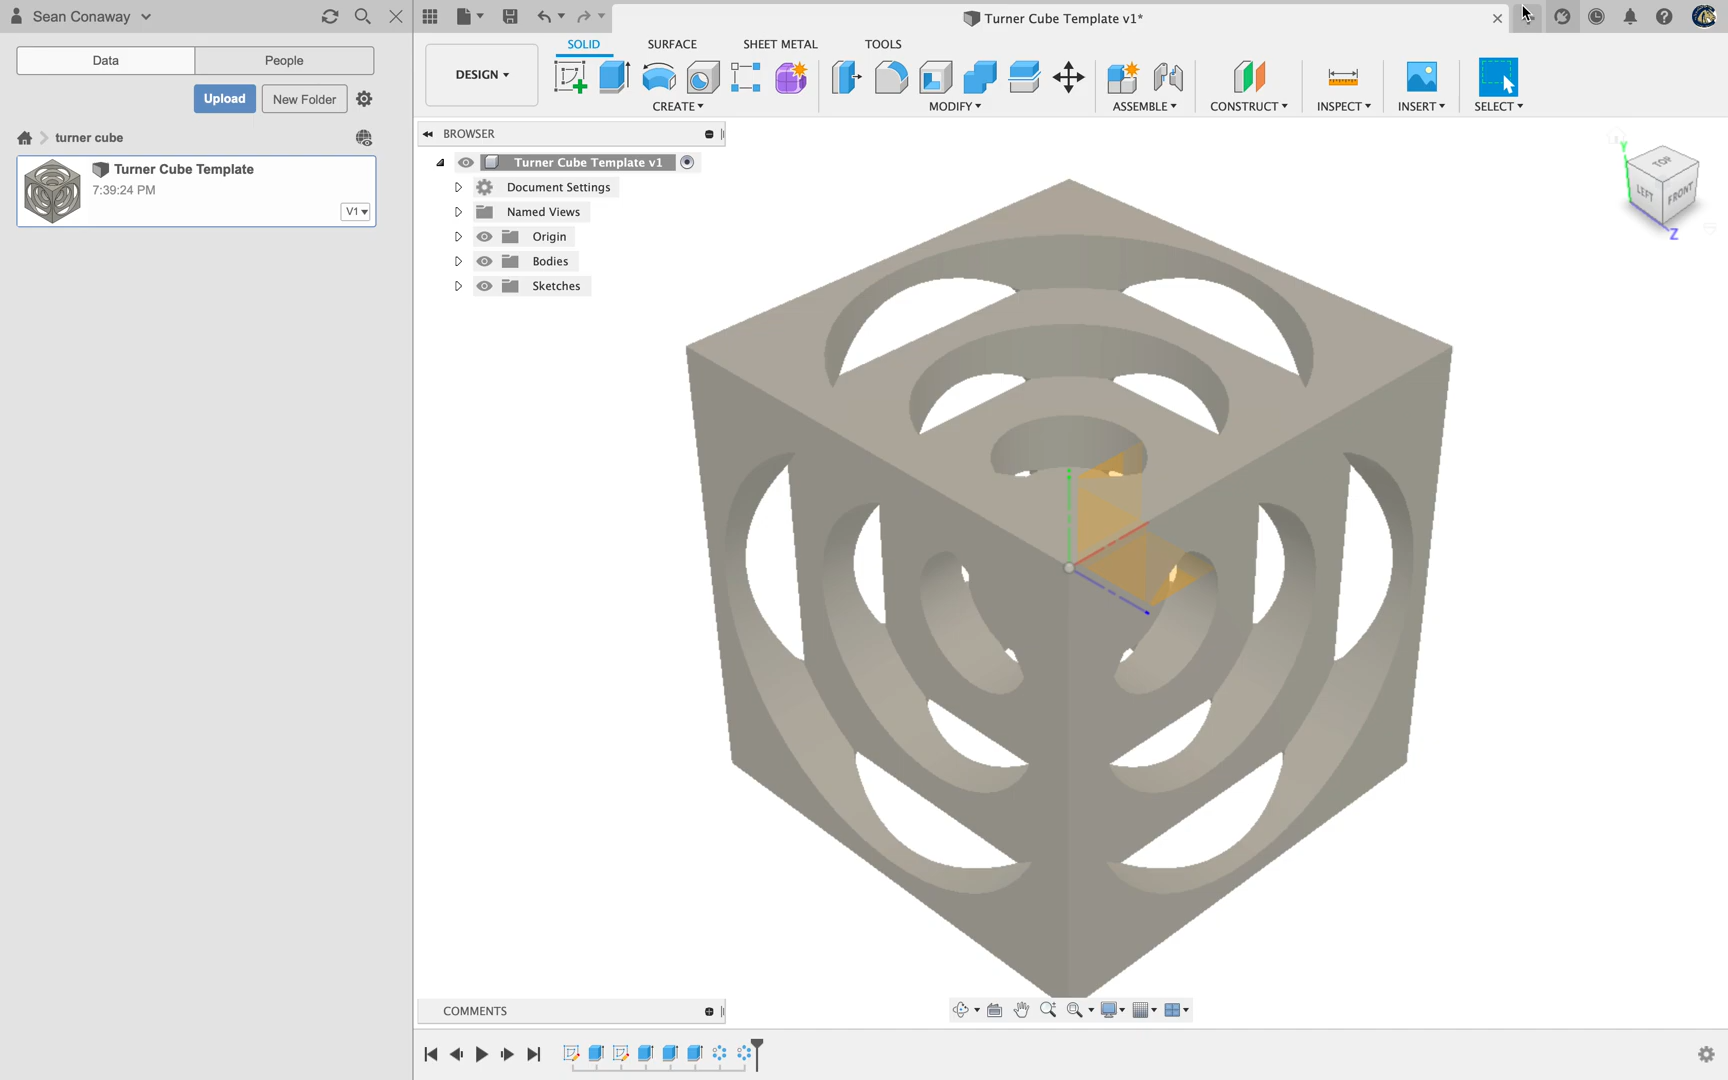 Sean Conaway
Turner Cube Template v1*
Data
People
Upload
New Folder
turner cube
Turner Cube Template
7:39:24 PM
V1
DESIGN
SOLID
SURFACE
SHEET METAL
TOOLS
CREATE
MODIFY
ASSEMBLE
CONSTRUCT
INSPECT
INSERT
SELECT
BROWSER
Turner Cube Template v1
Document Settings
Named Views
Origin
Bodies
Sketches
Y
TOP
LEFT
FRONT
Z
COMMENTS